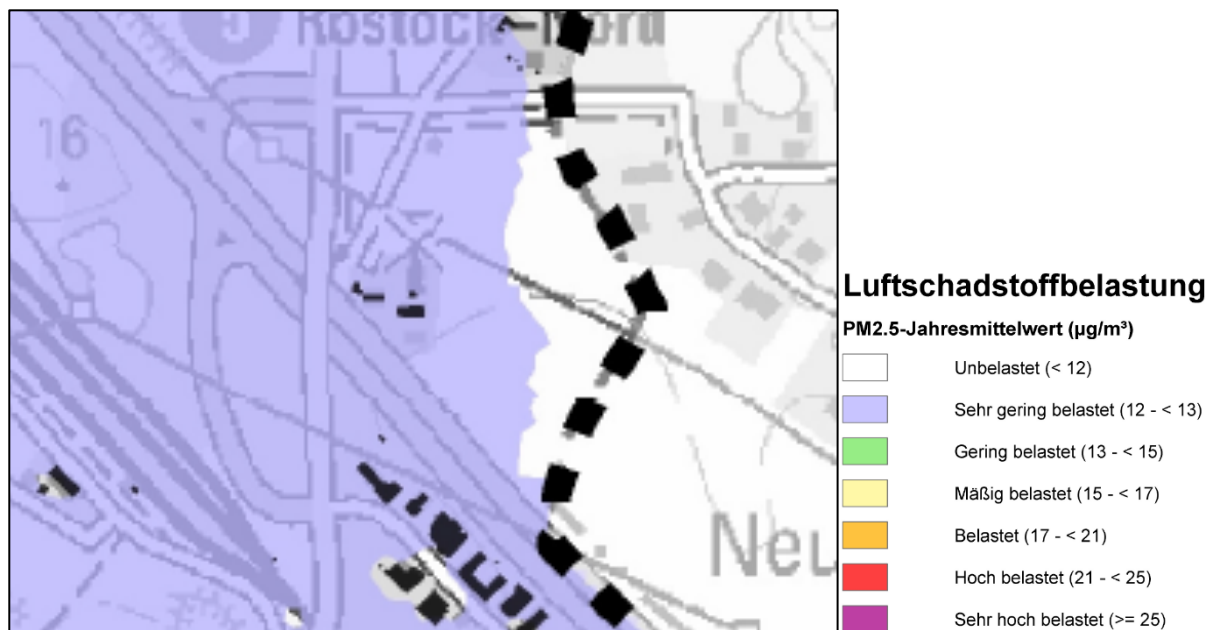 Rostock-Nord
16
Neu
Luftschadstoffbelastung
PM2.5-Jahresmittelwert (µg/m³)
Unbelastet (< 12)
Sehr gering belastet (12 - < 13)
Gering belastet (13 - < 15)
Mäßig belastet (15 - < 17)
Belastet (17 - < 21)
Hoch belastet (21 - < 25)
Sehr hoch belastet (>= 25)